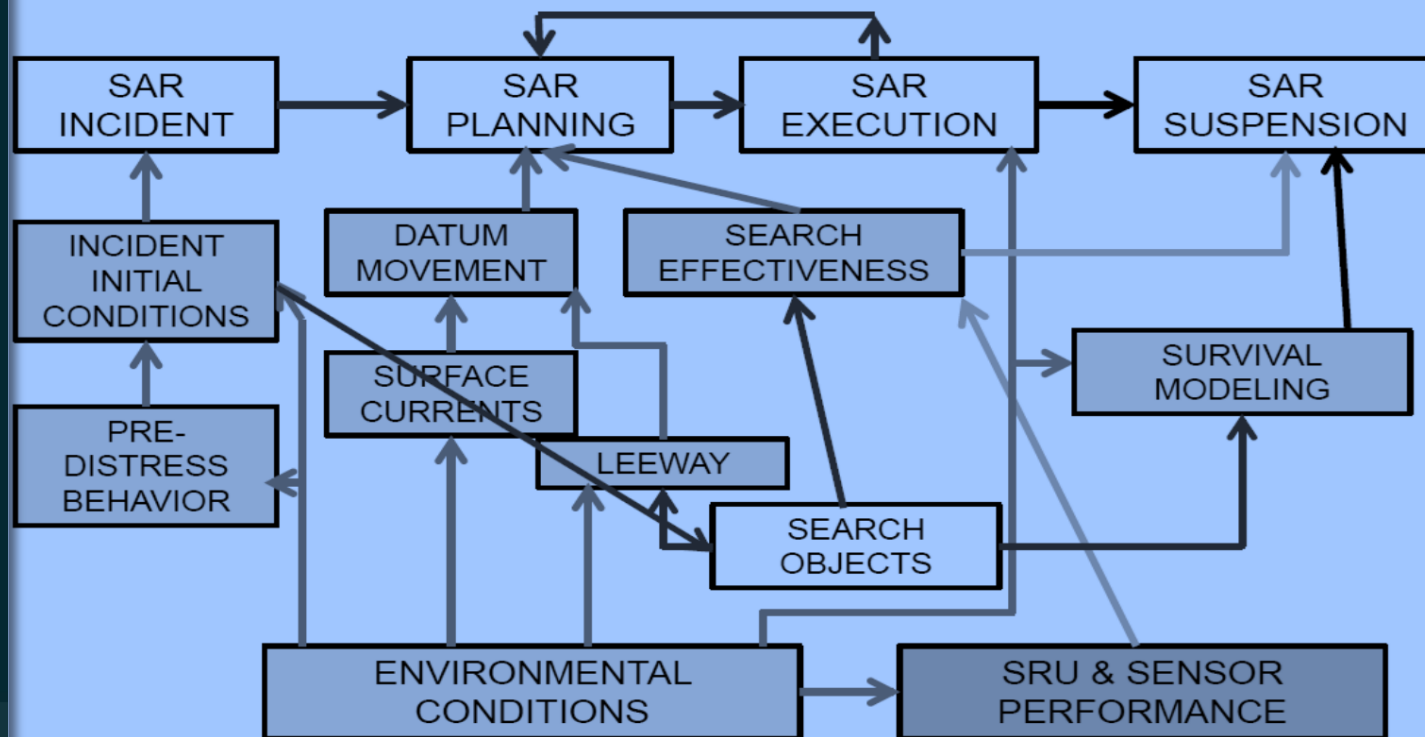 SAR
INCIDENT
SAR
PLANNING
SAR
EXECUTION
SAR
SUSPENSION
INCIDENT
INITIAL
CONDITIONS
DATUM
MOVEMENT
SEARCH
EFFECTIVENESS
SURFACE
CURRENTS
SURVIVAL
MODELING
PRE-
DISTRESS
BEHAVIOR
LEEWAY
SEARCH
OBJECTS
ENVIRONMENTAL
CONDITIONS
SRU & SENSOR
PERFORMANCE